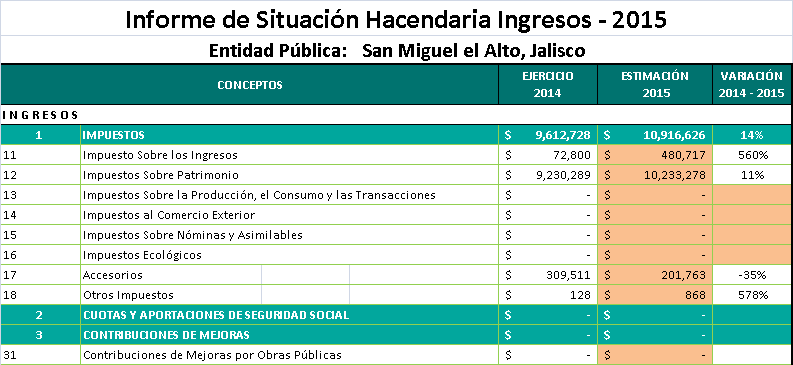 Informe de Situación Hacendaria Ingresos - 2015
Entidad Pública: San Miguel el Alto, Jalisco
CONCEPTOS EJERCICIO 2014 ESTIMACIÓN 2015 VARIACIÓN 2014 - 2015
INGRESOS
1 IMPUESTOS $ 9,612,728 $ 10,916,626 14%
11 Impuesto Sobre los Ingresos $ 72,800 $ 480,717 560%
12 Impuestos Sobre Patrimonio $ 9,230,289 $ 10,233,278 11%
13 Impuestos Sobre la Producción, el Consumo y las Transacciones $ - $ -
14 Impuestos al Comercio Exterior $ - $ -
15 Impuestos Sobre Nóminas y Asimilables $ - $ -
16 Impuestos Ecológicos $ - $ -
17 Accesorios $ 309,511 $ 201,763 -35%
18 Otros Impuestos $ 128 $ 868 578%
2 CUOTAS Y APORTACIONES DE SEGURIDAD SOCIAL $ - $ -
3 CONTRIBUCIONES DE MEJORAS $ - $ -
31 Contribuciones de Mejoras por Obras Públicas $ - $ -